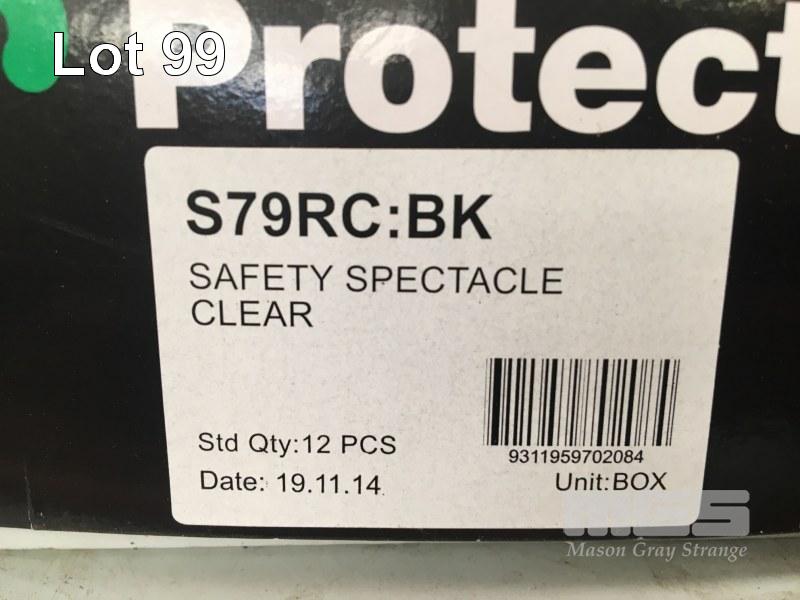 Lot 99
Protect
S79RC:BK
SAFETY SPECTACLE
CLEAR
Std Qty:12 PCS
9311959702084
Date: 19.11.14
Unit:BOX
MGS
Mason Gray Strange